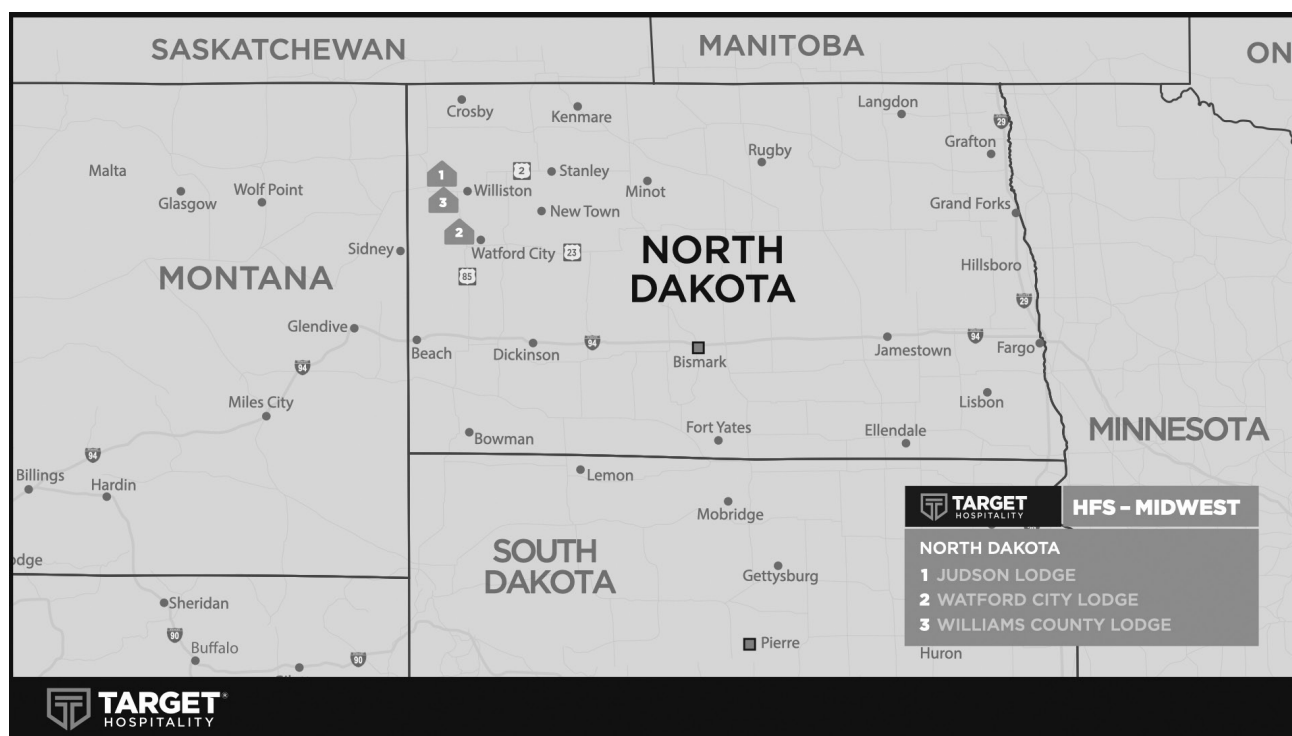 SASKATCHEWAN
MANITOBA
ON
Crosby
Kenmare
Langdon
29
Grafton
Rugby
Malta
1
2
Stanley
Glasgow
Wolf Point
3
Williston
Minot
New Town
Grand Forks
2
Watford City
23
Sidney
85
MONTANA
NORTH
DAKOTA
Hillsboro
29
Glendive
Beach
Dickinson
94
Bismark
Jamestown
94
Fargo
94
Miles City
Lisbon
Bowman
Fort Yates
Ellendale
MINNESOTA
94
Billings
Hardin
Lemon
Mobridge
SOUTH
DAKOTA
Gettysburg
Pierre
Huron
odge
Sheridan
90
Buffalo
90
TARGET
HOSPITALITY
HFS – MIDWEST
NORTH DAKOTA
1 JUDSON LODGE
2 WATFORD CITY LODGE
3 WILLIAMS COUNTY LODGE
TARGET®
HOSPITALITY